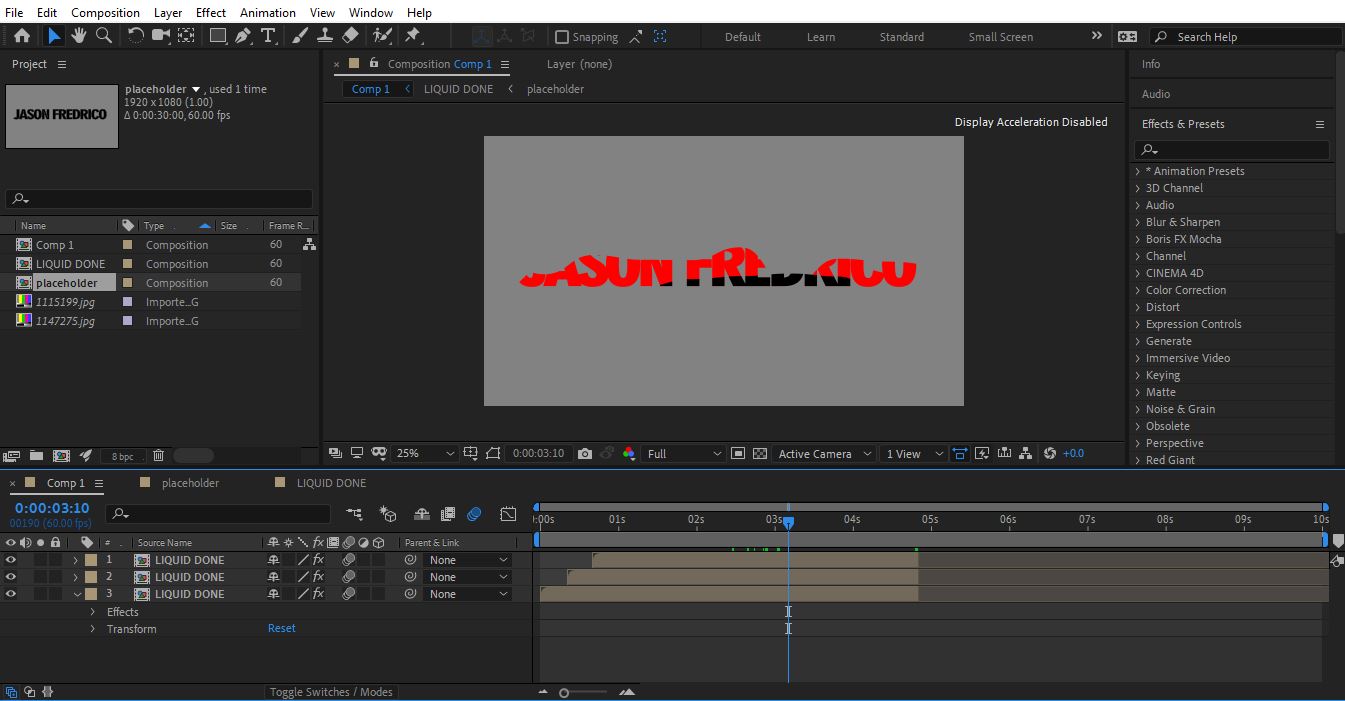 File Edit Composition Layer Effect Animation View Window Help
Snapping Default Learn Standard Small Screen Search Help
Project
JASON FREDRICO
placeholder , used 1 time
1920 x 1080 (1.00)
Δ 0:00:30:00, 60.00 fps
Name Type Size Frame R...
Comp 1 Composition 60
LIQUID DONE Composition 60
placeholder Composition 60
1115199.jpg Importe...G
1147275.jpg Importe...G
8 bpc
Composition Comp 1 Layer (none)
Comp 1 LIQUID DONE placeholder
Display Acceleration Disabled
JASON FREDRICO
25% 0:00:03:10 Full Active Camera 1 View +0.0
Info
Audio
Effects & Presets
* Animation Presets
3D Channel
Audio
Blur & Sharpen
Boris FX Mocha
Channel
CINEMA 4D
Color Correction
Distort
Expression Controls
Generate
Immersive Video
Keying
Matte
Noise & Grain
Obsolete
Perspective
Red Giant
Comp 1 placeholder LIQUID DONE
0:00:03:10
00190 (60.00 fps)
:00s 01s 02s 03s 04s 05s 06s 07s 08s 09s 10s
# Source Name fx Parent & Link
1 LIQUID DONE fx None
2 LIQUID DONE fx None
3 LIQUID DONE fx None
Effects
Transform Reset
Toggle Switches / Modes